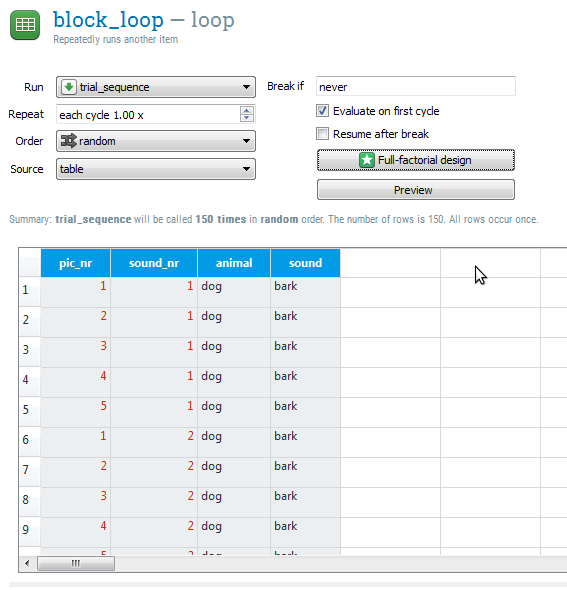 block_loop – loop
Repeatedly runs another item
Run trial_sequence Break if never
Repeat each cycle 1.00 x Evaluate on first cycle
Order random Resume after break
Source table Full-factorial design
Preview
Summary: trial_sequence will be called 150 times in random order. The number of rows is 150. All rows occur once.
pic_nr sound_nr animal sound
1 1 1 dog bark
2 2 1 dog bark
3 3 1 dog bark
4 4 1 dog bark
5 5 1 dog bark
6 1 2 dog bark
7 2 2 dog bark
8 3 2 dog bark
9 4 2 dog bark
5 2 dog bark